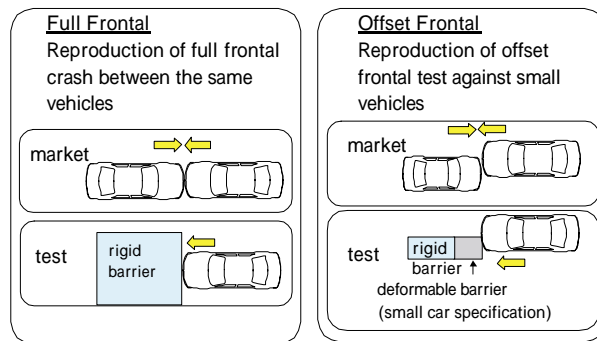 Full Frontal
Reproduction of full frontal
crash between the same
vehicles
market
test
rigid
barrier
Offset Frontal
Reproduction of offset
frontal test against small
vehicles
market
test
rigid
barrier
deformable barrier
(small car specification)